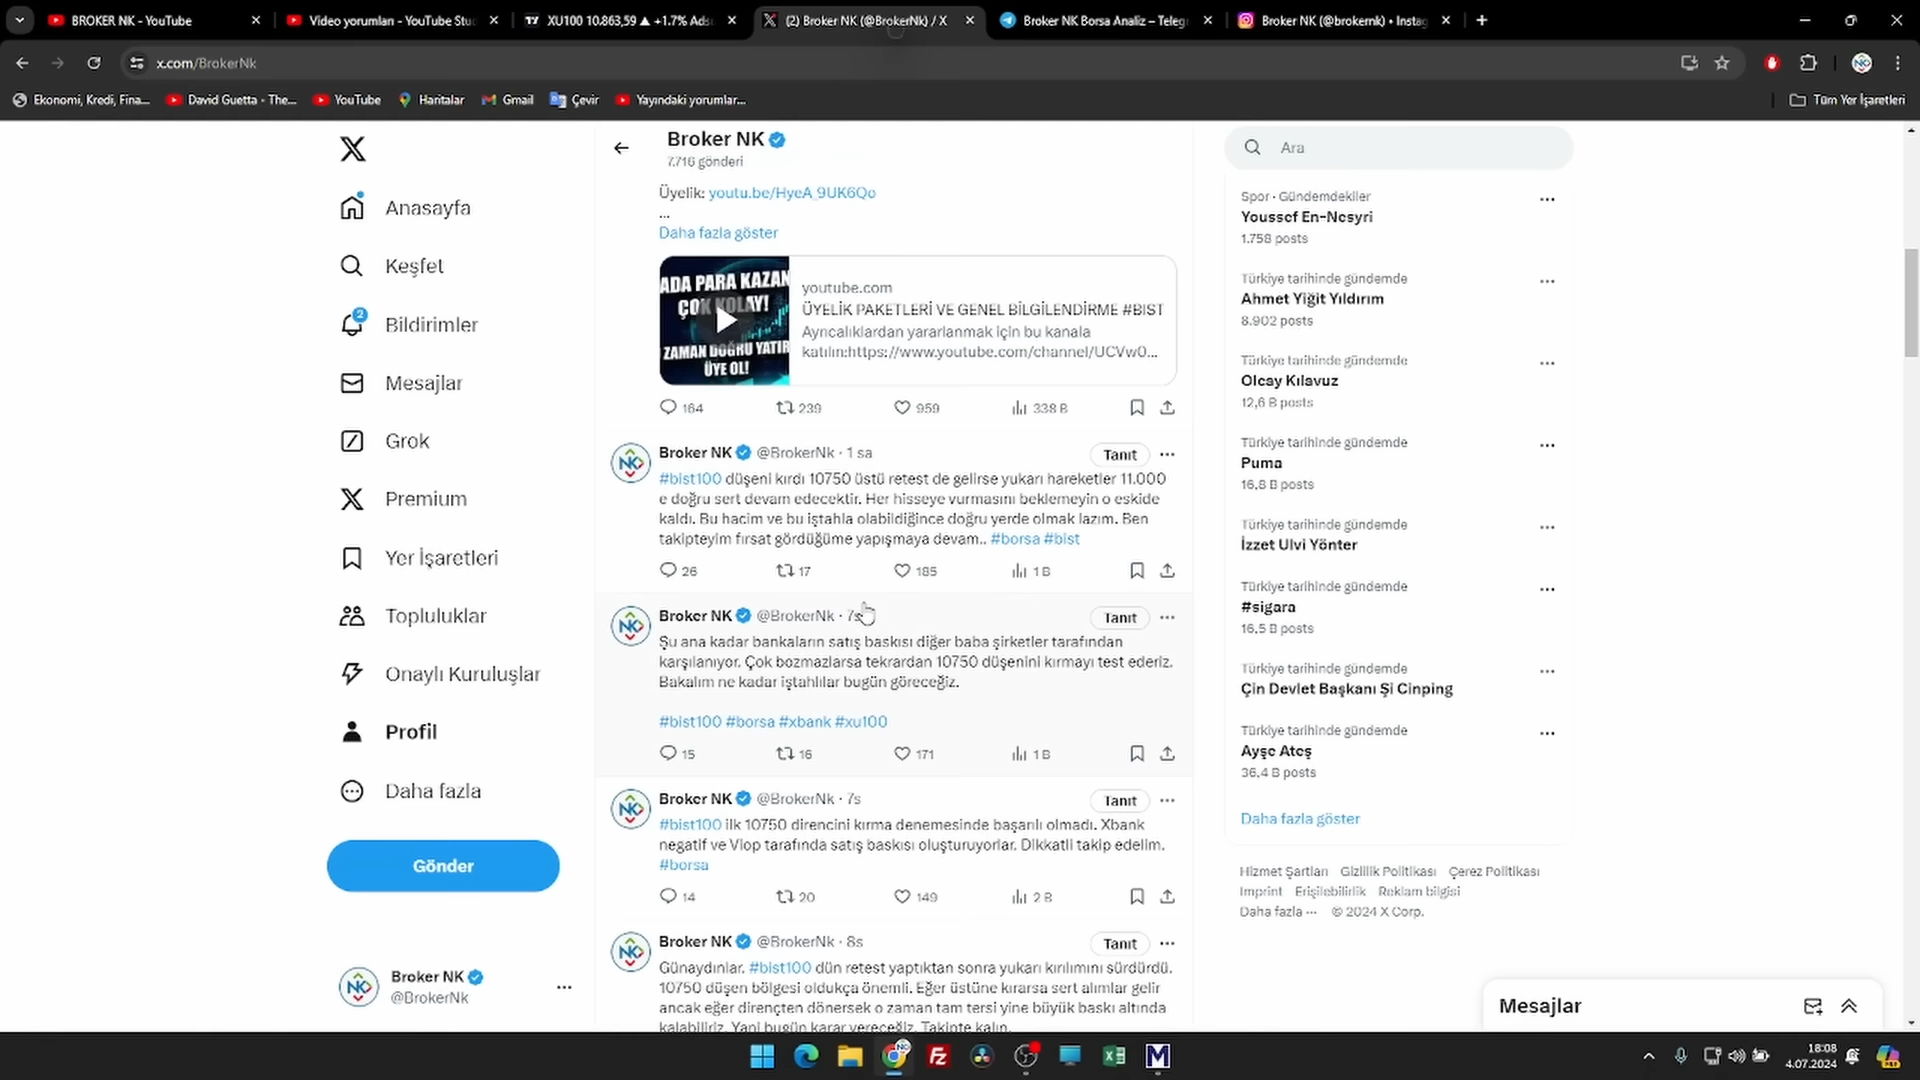 BROKER NK - YouTube
Video yorumları - YouTube Stu
XU100 10.863,59 ▲ +1.7% Ads
(2) Broker NK (@BrokerNk) / X
Broker NK Borsa Analiz – Teleg
Broker NK (@brokernk) • Insta
x.com/BrokerNk
Ekonomi, Kredi, Fina...
David Guetta - The...
YouTube
Haritalar
Gmail
Çevir
Yayındaki yorumlar...
Tüm Yer İşaretleri
Anasayfa
Keşfet
2
Bildirimler
Mesajlar
Grok
Premium
Yer İşaretleri
Topluluklar
Onaylı Kuruluşlar
Profil
Daha fazla
Gönder
Broker NK
@BrokerNk
Broker NK
7.716 gönderi
Üyelik: youtu.be/HyeA_9UK6Qo
...
Daha fazla göster
ADA PARA KAZAN
ÇOK KOLAY!
ZAMAN DOĞRU YATIR
ÜYE OL!
youtube.com
ÜYELİK PAKETLERİ VE GENEL BİLGİLENDİRME #BIST
Ayrıcalıklardan yararlanmak için bu kanala
katılın:https://www.youtube.com/channel/UCVw0...
164 239 959 338 B
Broker NK @BrokerNk · 1 sa
Tanıt
#bist100 düşeni kırdı 10750 üstü retest de gelirse yukarı hareketler 11.000
e doğru sert devam edecektir. Her hisseye vurmasını beklemeyin o eskide
kaldı. Bu hacim ve bu iştahla olabildiğince doğru yerde olmak lazım. Ben
takipteyim fırsat gördüğüme yapışmaya devam.. #borsa #bist
26 17 185 1 B
Broker NK @BrokerNk · 7s
Tanıt
Şu ana kadar bankaların satış baskısı diğer baba şirketler tarafından
karşılanıyor. Çok bozmazlarsa tekrardan 10750 düşenini kırmayı test ederiz.
Bakalım ne kadar iştahlılar bugün göreceğiz.
#bist100 #borsa #xbank #xu100
15 16 171 1 B
Broker NK @BrokerNk · 7s
Tanıt
#bist100 ilk 10750 direncini kırma denemesinde başarılı olmadı. Xbank
negatif ve Viop tarafında satış baskısı oluşturuyorlar. Dikkatli takip edelim.
#borsa
14 20 149 2 B
Broker NK @BrokerNk · 8s
Tanıt
Günaydınlar. #bist100 dün retest yaptıktan sonra yukarı kırılımını sürdürdü.
10750 düşen bölgesi oldukça önemli. Eğer üstüne kırarsa sert alımlar gelir
ancak eğer dirençten dönersek o zaman tam tersi yine büyük baskı altında
kalabiliriz. Yani bugün karar vereceğiz. Takipte kalın.
Ara
Spor · Gündemdekiler
Youssef En-Nesyri
1.758 posts
Türkiye tarihinde gündemde
Ahmet Yiğit Yıldırım
8.902 posts
Türkiye tarihinde gündemde
Olcay Kılavuz
12,6 B posts
Türkiye tarihinde gündemde
Puma
16,8 B posts
Türkiye tarihinde gündemde
İzzet Ulvi Yönter
Türkiye tarihinde gündemde
#sigara
16,5 B posts
Türkiye tarihinde gündemde
Çin Devlet Başkanı Şi Cinping
Türkiye tarihinde gündemde
Ayşe Ateş
36,4 B posts
Daha fazla göster
Hizmet Şartları Gizlilik Politikası Çerez Politikası
Imprint Erişilebilirlik Reklam bilgisi
Daha fazla ··· © 2024 X Corp.
Mesajlar
18:08
4.07.2024